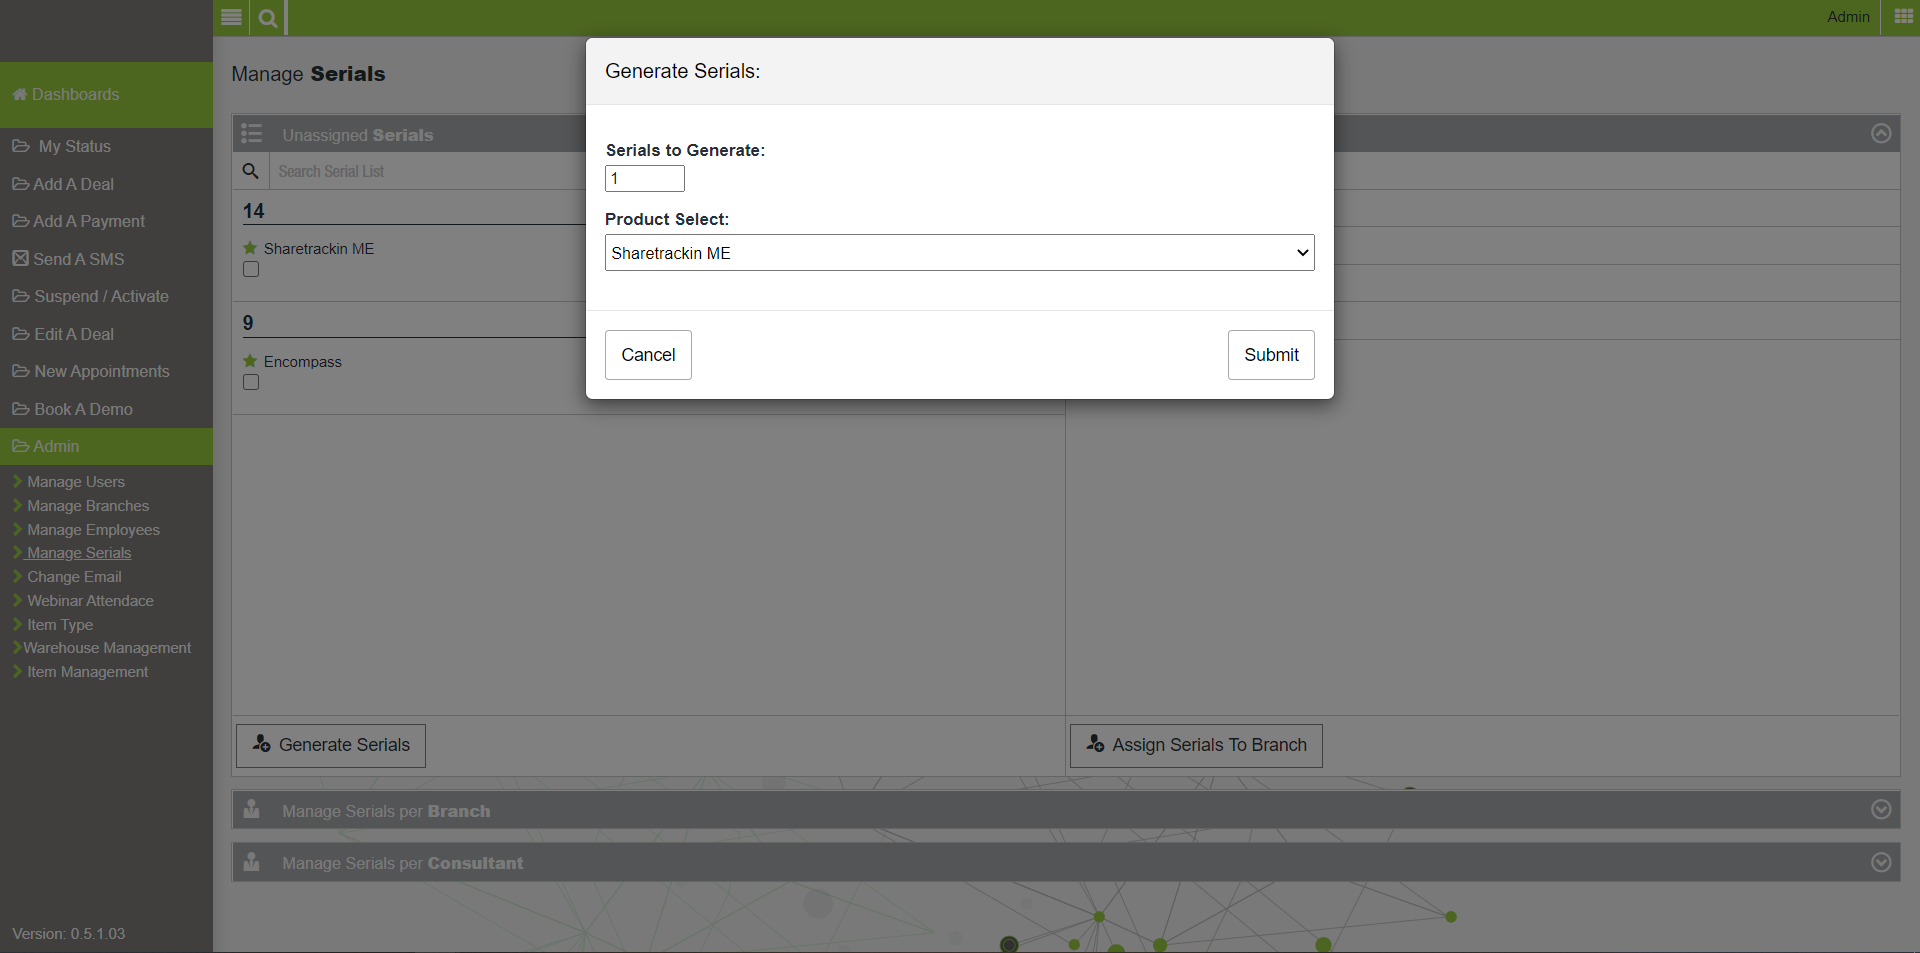 Admin
Dashboards
My Status
Add A Deal
Add A Payment
Send A SMS
Suspend / Activate
Edit A Deal
New Appointments
Book A Demo
Admin
Manage Users
Manage Branches
Manage Employees
Manage Serials
Change Email
Webinar Attendace
Item Type
Warehouse Management
Item Management
Version: 0.5.1.03
Manage Serials
Unassigned Serials
Search Serial List
14
Sharetrackin ME
9
Encompass
Generate Serials
Assign Serials To Branch
Manage Serials per Branch
Manage Serials per Consultant
Generate Serials:
Serials to Generate:
1
Product Select:
Sharetrackin ME
Cancel
Submit